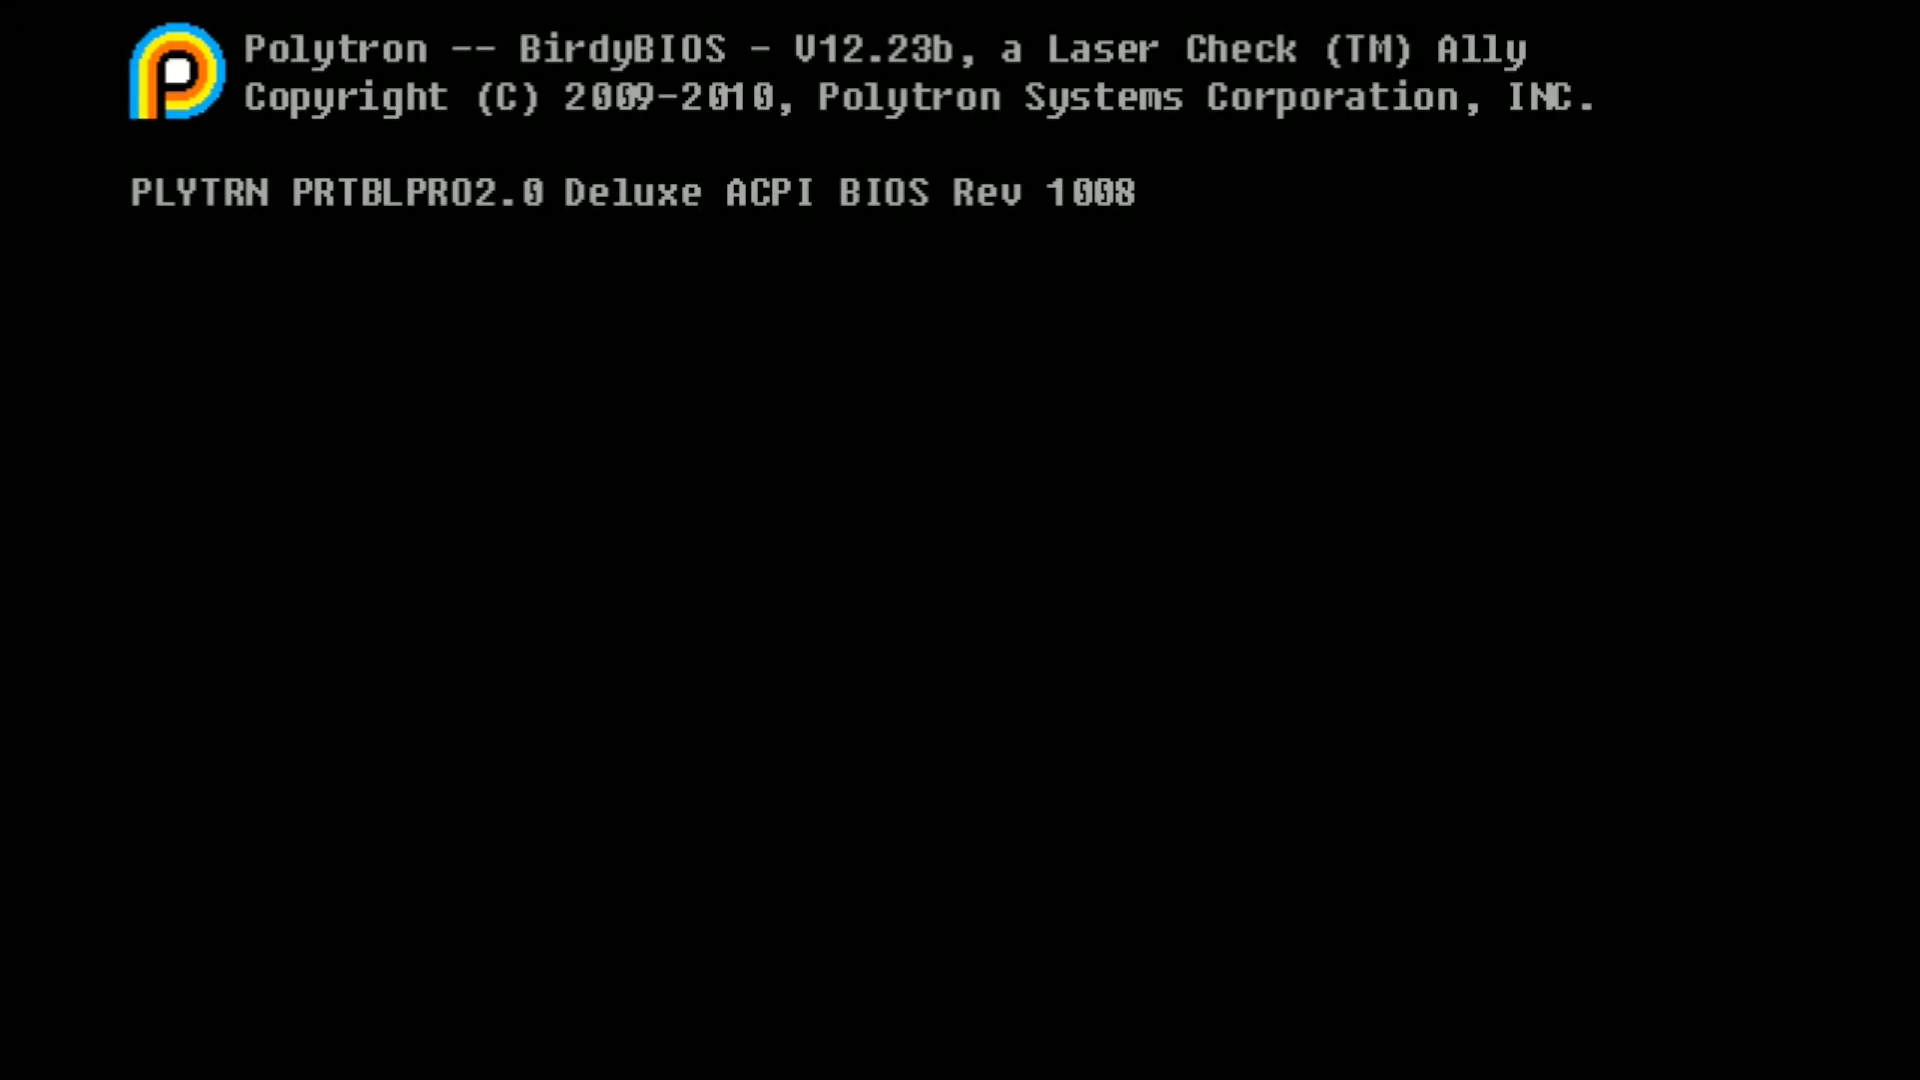 Polytron -- BirdyBIOS - V12.23b, a Laser Check (TM) Ally
Copyright (C) 2009-2010, Polytron Systems Corporation, INC.
PLYTRN PRTBLPRO2.0 Deluxe ACPI BIOS Rev 1008